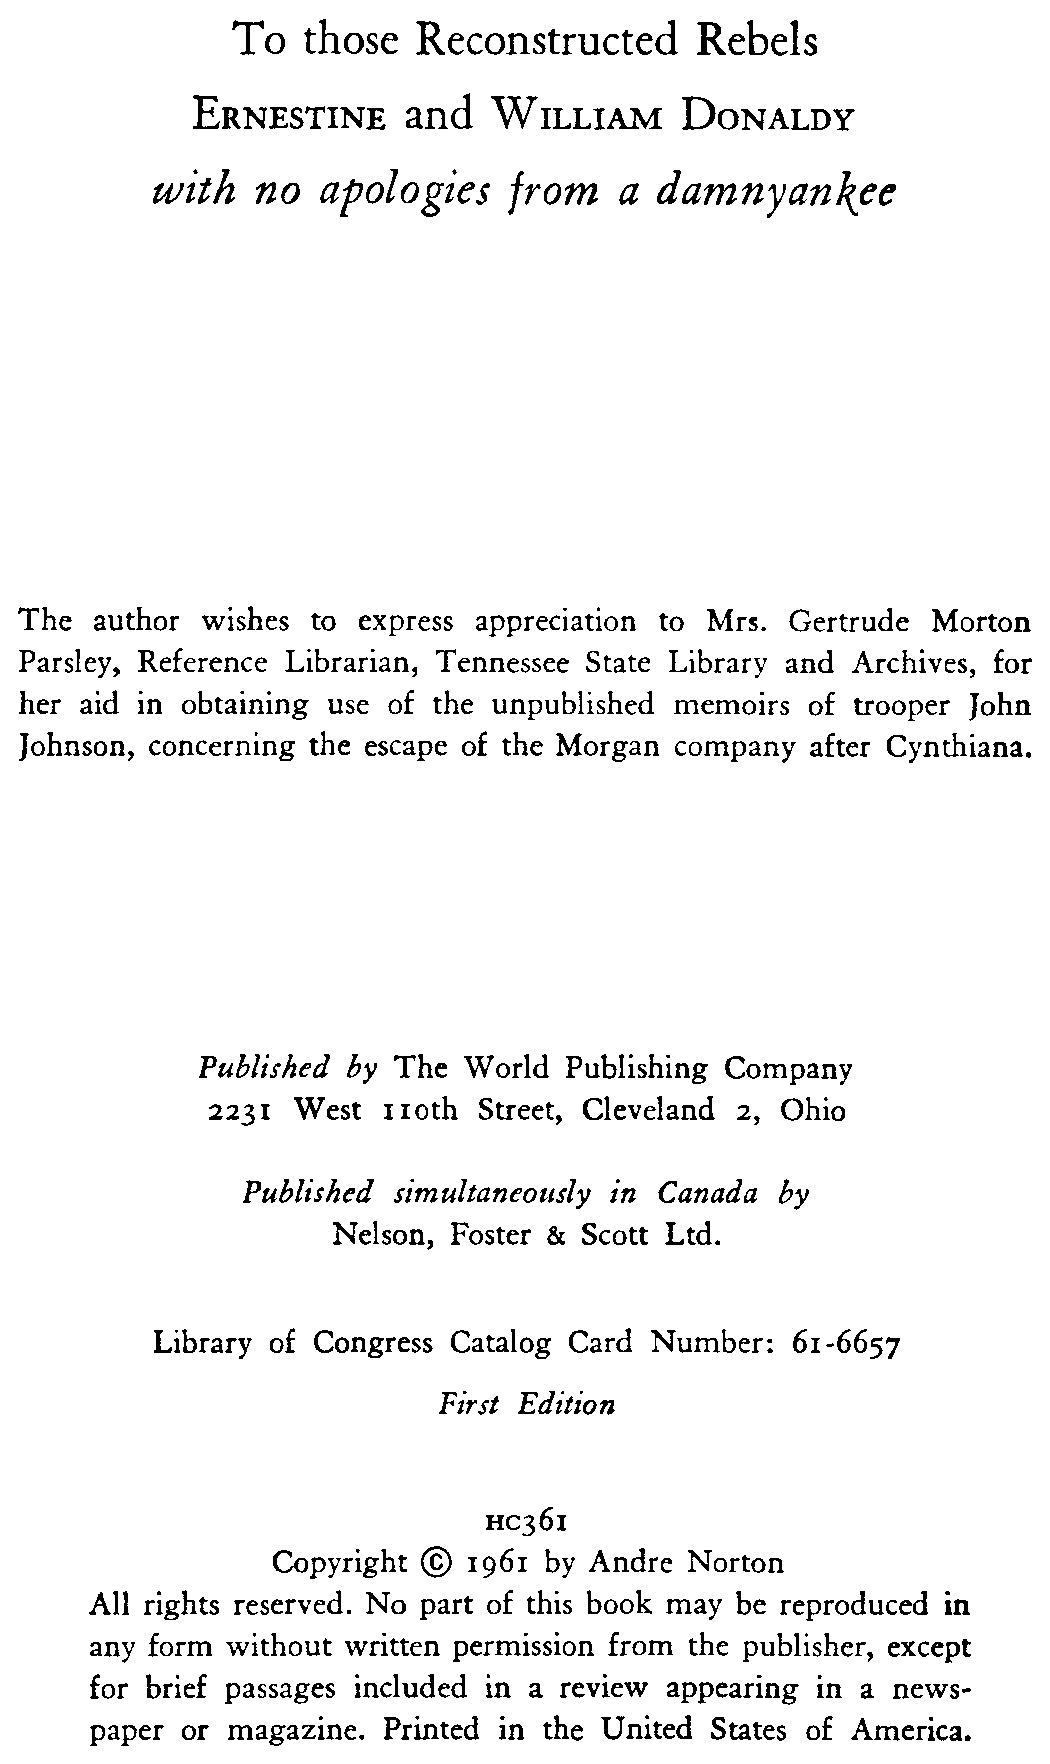 To those Reconstructed Rebels
ERNESTINE and WILLIAM DONALDY
with no apologies from a damnyankee
The author wishes to express appreciation to Mrs. Gertrude Morton
Parsley, Reference Librarian, Tennessee State Library and Archives, for
her aid in obtaining use of the unpublished memoirs of trooper John
Johnson, concerning the escape of the Morgan company after Cynthiana.
Published by The World Publishing Company
2231 West 110th Street, Cleveland 2, Ohio
Published simultaneously in Canada by
Nelson, Foster & Scott Ltd.
Library of Congress Catalog Card Number: 61-6657
First Edition
HC361
Copyright © 1961 by Andre Norton
All rights reserved. No part of this book may be reproduced in
any form without written permission from the publisher, except
for brief passages included in a review appearing in a news-
paper or magazine. Printed in the United States of America.